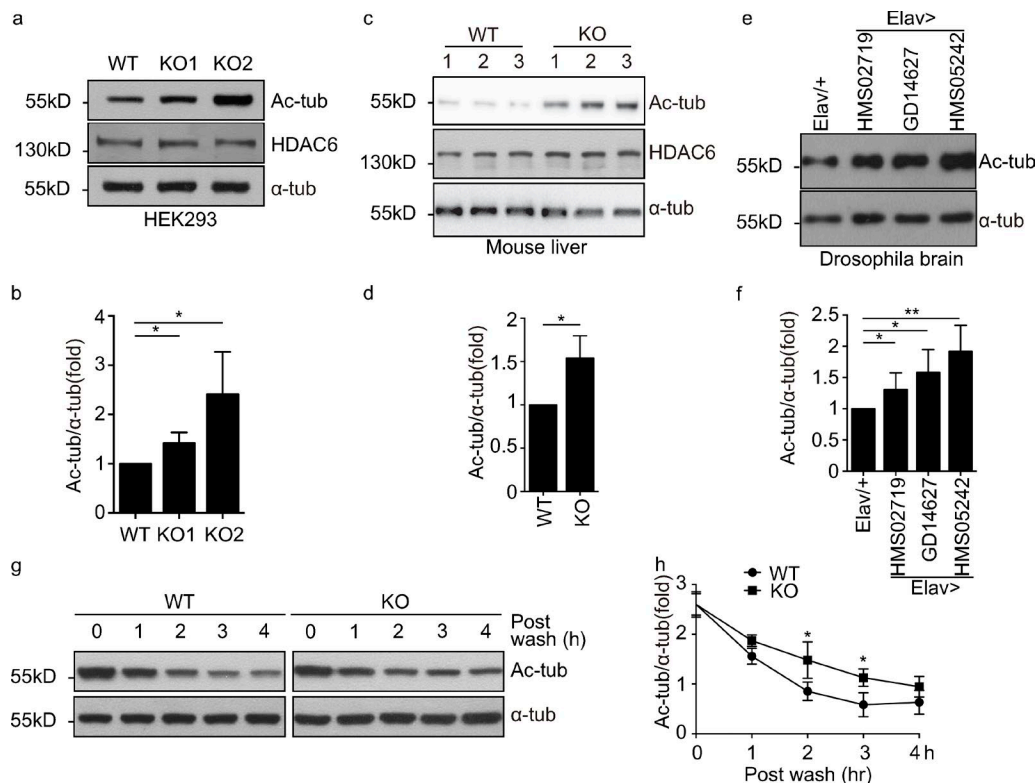 a
WT KO1 KO2
55kD Ac-tub
130kD HDAC6
55kD α-tub
HEK293
c
WT KO
1 2 3 1 2 3
55kD Ac-tub
130kD HDAC6
55kD α-tub
Mouse liver
e
Elav>
Elav/+
HMS02719
GD14627
HMS05242
55kD Ac-tub
55kD α-tub
Drosophila brain
b
Ac-tub/α-tub(fold)
4
3
2
1
0
* *
WT KO1 KO2
d
Ac-tub/α-tub(fold)
2
1.5
1
0.5
0
*
WT
KO
f
Ac-tub/α-tub(fold)
2.5
2
1.5
1
0.5
0
**
*
*
Elav/+
HMS02719
GD14627
HMS05242
Elav>
g
WT KO
0 1 2 3 4 0 1 2 3 4 Post
wash (h)
55kD Ac-tub
55kD α-tub
h
WT
KO
Ac-tub/α-tub(fold)
3
2
1
0
* *
0 1 2 3 4 h
Post wash (hr)